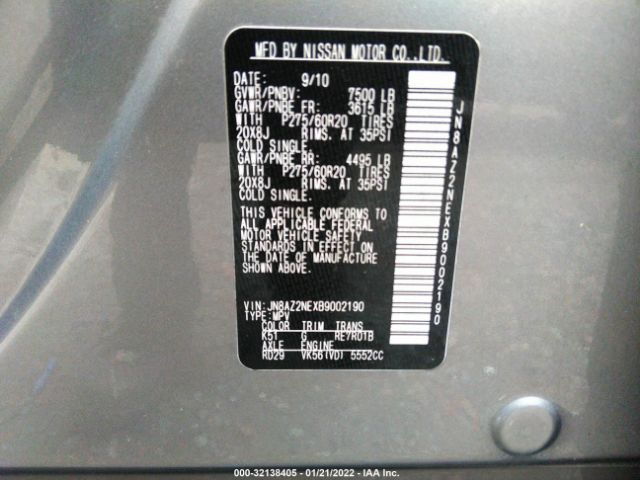 MFD BY NISSAN MOTOR CO.,LTD.
DATE: 9/10
GVWR/PNBV: 7500 LB
GAWR/PNBE FR: 3615 LB
WITH P275/60R20 TIRES
20X8J RIMS. AT 35PSI
COLD SINGLE.
GAWR/PNBE RR: 4495 LB
WITH P275/60R20 TIRES
20X8J RIMS. AT 35PSI
COLD SINGLE.
THIS VEHICLE CONFORMS TO
ALL APPLICABLE FEDERAL
MOTOR VEHICLE SAFETY
STANDARDS IN EFFECT ON
THE DATE OF MANUFACTURE
SHOWN ABOVE.
VIN: JN8AZ2NEXB9002190
TYPE: MPV
COLOR TRIM TRANS
K51 G RE7R01B
AXLE ENGINE
RD29 VK56(VD) 5552CC
JN8AZ2NEXB9002190
000-32138405 - 01/21/2022 - IAA Inc.